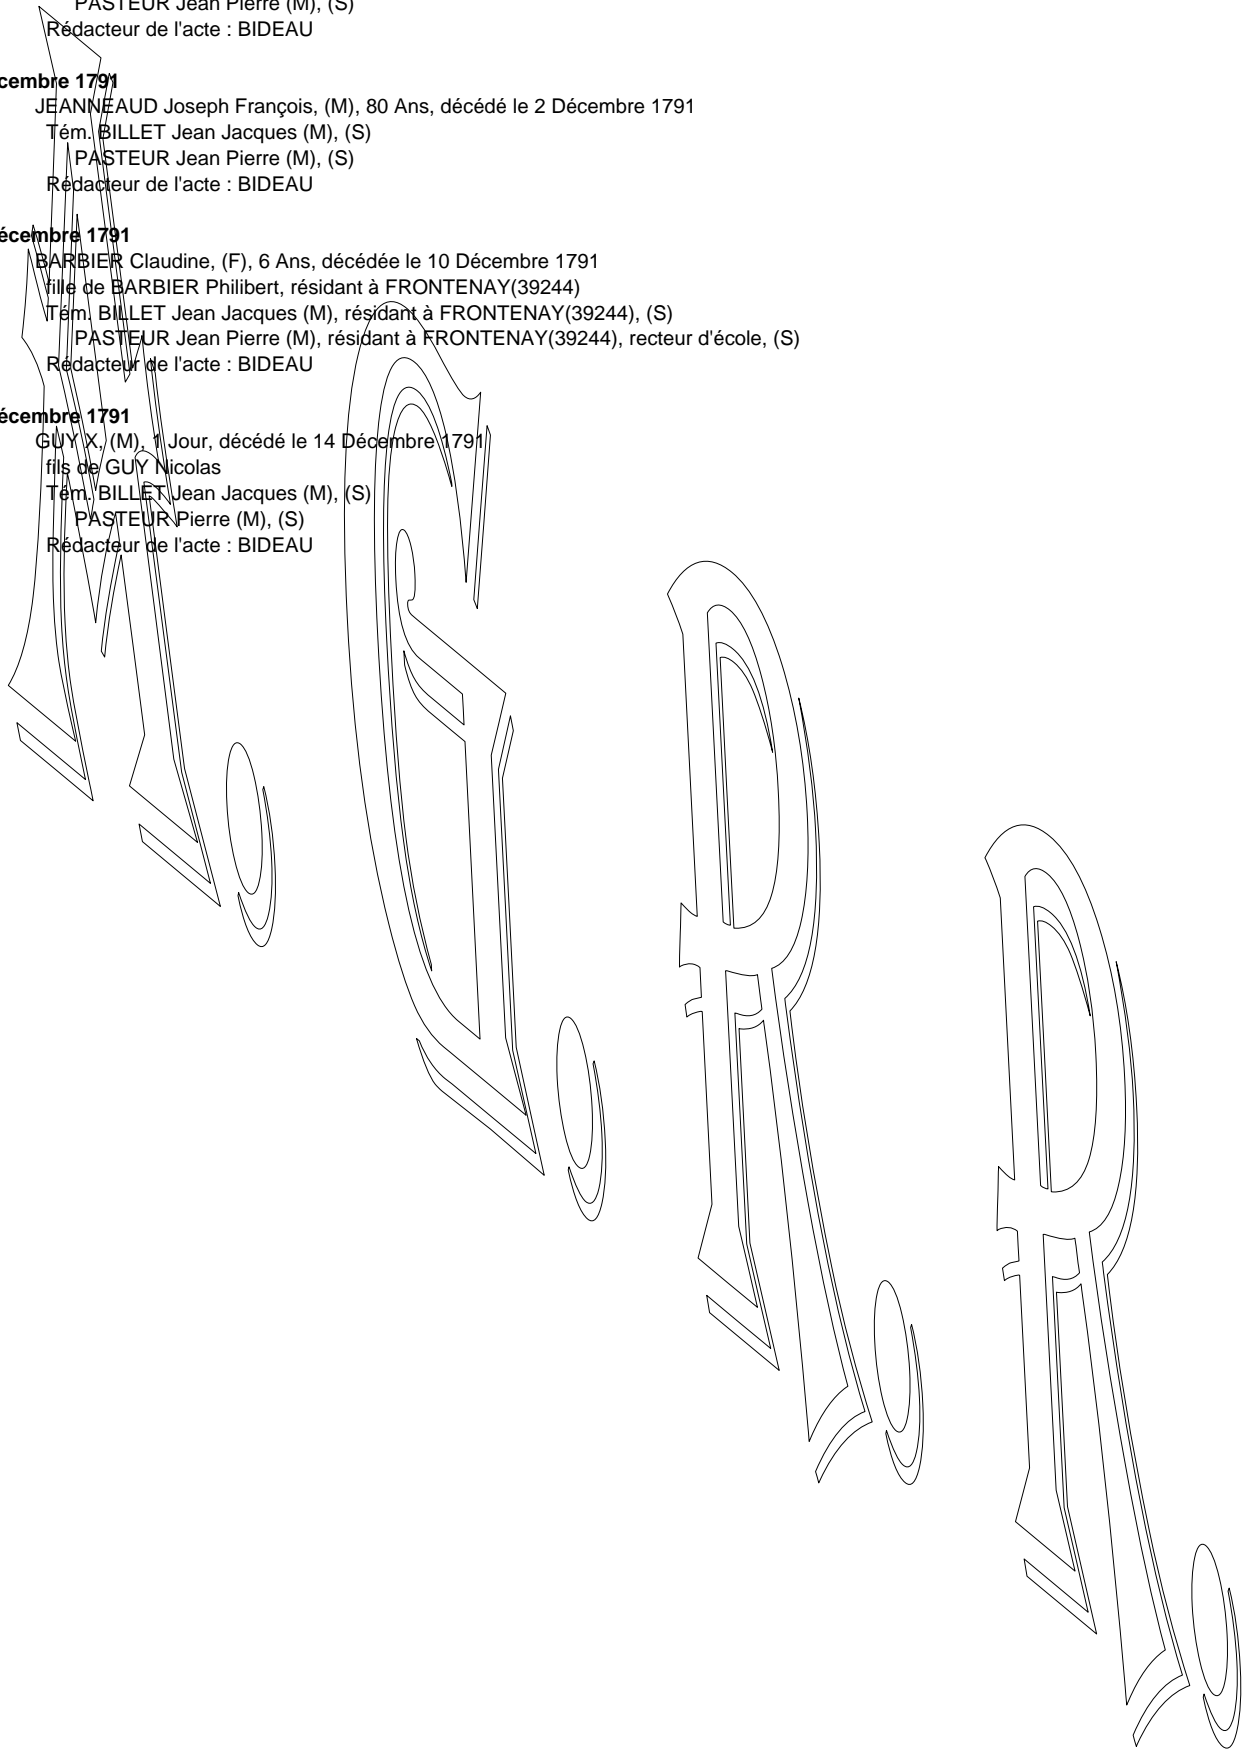 PASTEUR Jean Pierre (M), (S)
Rédacteur de l'acte : BIDEAU
cembre 1791
JEANNEAUD Joseph François, (M), 80 Ans, décédé le 2 Décembre 1791
Tém. BILLET Jean Jacques (M), (S)
PASTEUR Jean Pierre (M), (S)
Rédacteur de l'acte : BIDEAU
écembre 1791
BARBIER Claudine, (F), 6 Ans, décédée le 10 Décembre 1791
fille de BARBIER Philibert, résidant à FRONTENAY(39244)
Tém. BILLET Jean Jacques (M), résidant à FRONTENAY(39244), (S)
PASTEUR Jean Pierre (M), résidant à FRONTENAY(39244), recteur d'école, (S)
Rédacteur de l'acte : BIDEAU
écembre 1791
GUY X, (M), 1 Jour, décédé le 14 Décembre 1791
fils de GUY Nicolas
Tém. BILLET Jean Jacques (M), (S)
PASTEUR Pierre (M), (S)
Rédacteur de l'acte : BIDEAU
. G. R. R.